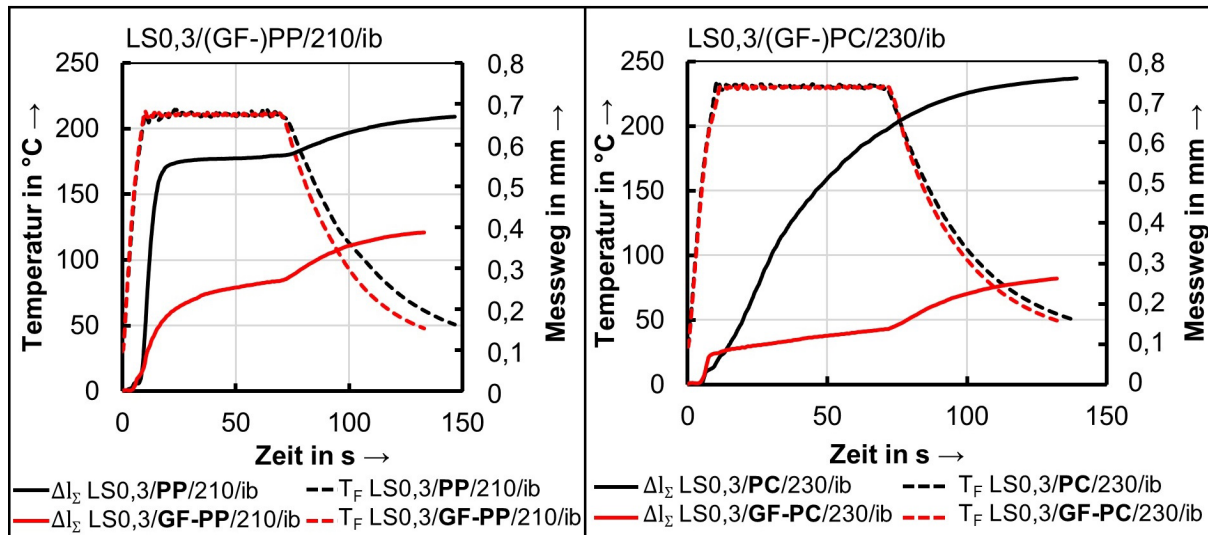 LS0,3/(GF-)PP/210/ib
250
200
150
100
50
0
Temperatur in °C →
0,8
0,7
0,6
0,5
0,4
0,3
0,2
0,1
0
Messweg in mm →
0 50 100 150
Zeit in s →
Δl_Σ LS0,3/PP/210/ib T_F LS0,3/PP/210/ib
Δl_Σ LS0,3/GF-PP/210/ib T_F LS0,3/GF-PP/210/ib
LS0,3/(GF-)PC/230/ib
250
200
150
100
50
0
Temperatur in °C →
0,8
0,7
0,6
0,5
0,4
0,3
0,2
0,1
0
Messweg in mm →
0 50 100 150
Zeit in s →
Δl_Σ LS0,3/PC/230/ib T_F LS0,3/PC/230/ib
Δl_Σ LS0,3/GF-PC/230/ib T_F LS0,3/GF-PC/230/ib